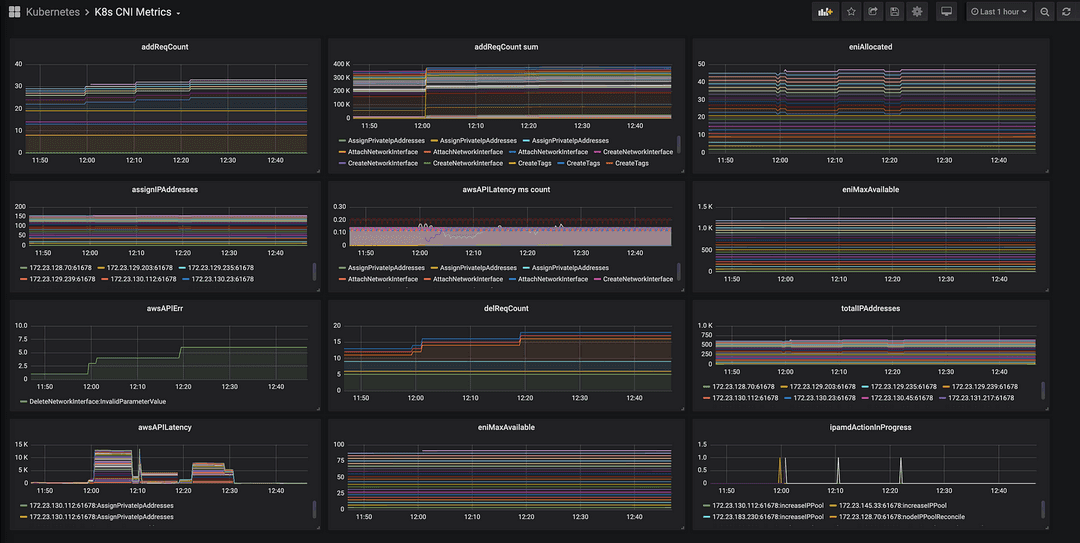 Kubernetes › K8s CNI Metrics
Last 1 hour
addReqCount
40
30
20
10
0
11:50 12:00 12:10 12:20 12:30 12:40
addReqCount sum
400 K
300 K
200 K
100 K
0
11:50 12:00 12:10 12:20 12:30 12:40
AssignPrivateIpAddresses AssignPrivateIpAddresses AssignPrivateIpAddresses
AttachNetworkInterface AttachNetworkInterface AttachNetworkInterface CreateNetworkInterface
CreateNetworkInterface CreateNetworkInterface CreateTags CreateTags CreateTags
eniAllocated
50
40
30
20
10
0
11:50 12:00 12:10 12:20 12:30 12:40
assignIPAddresses
200
150
100
50
0
11:50 12:00 12:10 12:20 12:30 12:40
172.23.128.70:61678 172.23.129.203:61678 172.23.129.235:61678
172.23.129.239:61678 172.23.130.112:61678 172.23.130.23:61678
awsAPILatency ms count
0.30
0.20
0.10
0
11:50 12:00 12:10 12:20 12:30 12:40
AssignPrivateIpAddresses AssignPrivateIpAddresses AssignPrivateIpAddresses
AttachNetworkInterface AttachNetworkInterface AttachNetworkInterface CreateNetworkInterface
eniMaxAvailable
1.5 K
1.0 K
500
0
11:50 12:00 12:10 12:20 12:30 12:40
awsAPIErr
10.0
7.5
5.0
2.5
0
11:50 12:00 12:10 12:20 12:30 12:40
DeleteNetworkInterface:InvalidParameterValue
delReqCount
20
15
10
5
0
11:50 12:00 12:10 12:20 12:30 12:40
totalIPAddresses
1.0 K
750
500
250
0
11:50 12:00 12:10 12:20 12:30 12:40
172.23.128.70:61678 172.23.129.203:61678 172.23.129.235:61678 172.23.129.239:61678
172.23.130.112:61678 172.23.130.23:61678 172.23.130.45:61678 172.23.131.217:61678
awsAPILatency
15 K
10 K
5 K
0
11:50 12:00 12:10 12:20 12:30 12:40
172.23.130.112:61678:AssignPrivateIpAddresses
172.23.130.112:61678:AssignPrivateIpAddresses
eniMaxAvailable
100
75
50
25
0
11:50 12:00 12:10 12:20 12:30 12:40
ipamdActionInProgress
1.5
1.0
0.5
0
11:50 12:00 12:10 12:20 12:30 12:40
172.23.130.112:61678:increaseIPPool 172.23.145.33:61678:increaseIPPool
172.23.183.230:61678:increaseIPPool 172.23.128.70:61678:nodeIPPoolReconcile